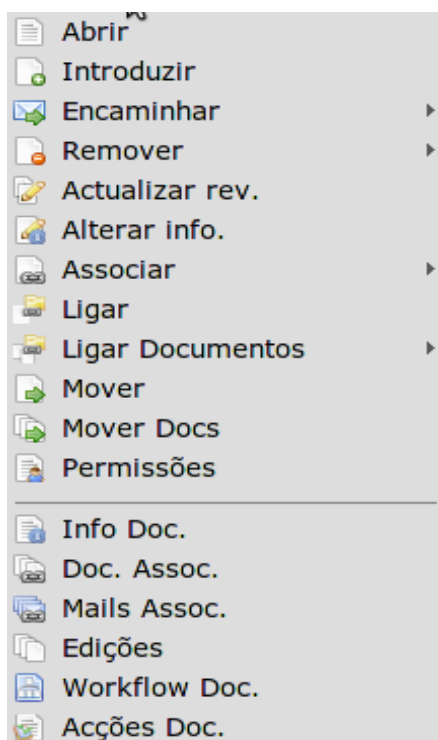 Abrir
Introduzir
Encaminhar
Remover
Actualizar rev.
Alterar info.
Associar
Ligar
Ligar Documentos
Mover
Mover Docs
Permissões
Info Doc.
Doc. Assoc.
Mails Assoc.
Edições
Workflow Doc.
Acções Doc.